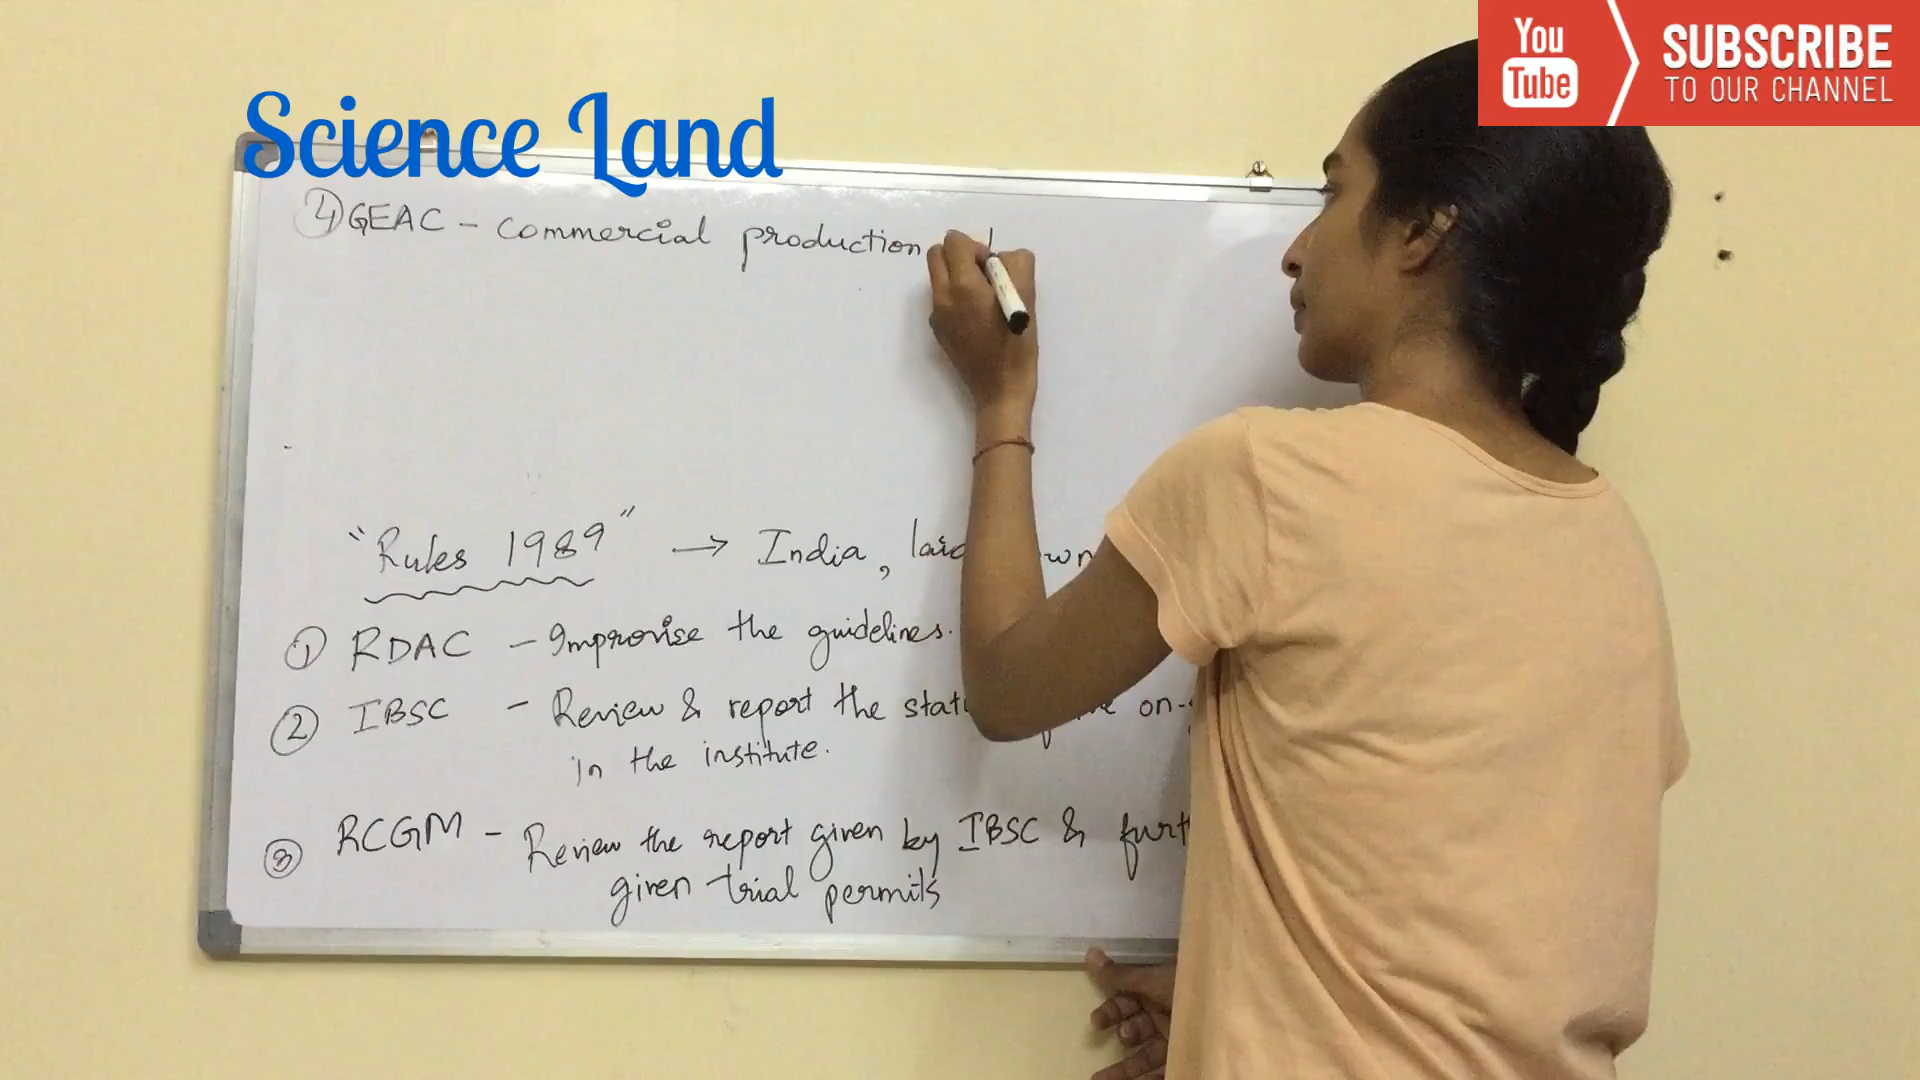 You
Tube
SUBSCRIBE
TO OUR CHANNEL
Science Land
4 GEAC - Commercial production
"Rules 1989" → India,
1 RDAC - Improvise the guidelines.
2 IBSC - Review & report the on-
in the institute.
3 RCGM - Review the report given by IBSC &
given trial permits